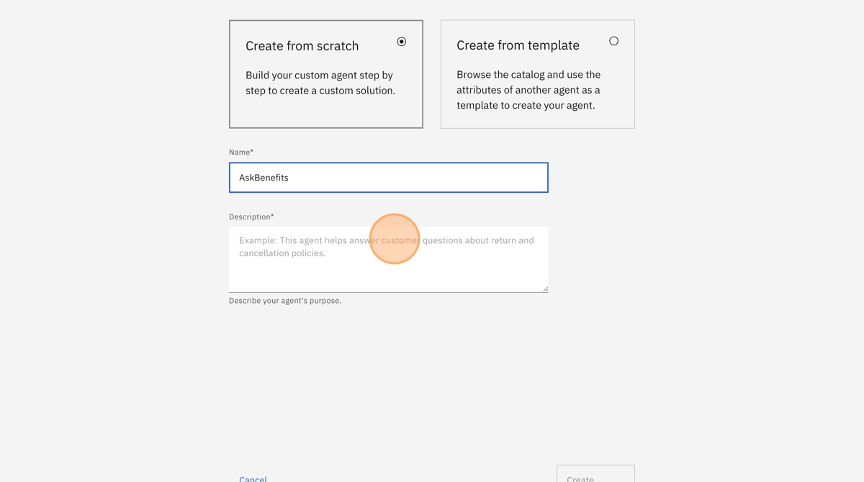 Create from scratch
Build your custom agent step by
step to create a custom solution.
Create from template
Browse the catalog and use the
attributes of another agent as a
template to create your agent.
Name*
AskBenefits
Description*
Example: This agent helps answer customer questions about return and
cancellation policies.
Describe your agent's purpose.
Cancel
Create